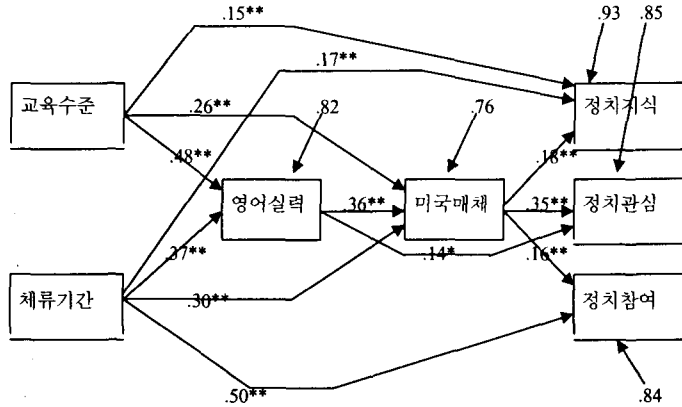 .15**
.93
.85
.17**
교육수준
.26**
.82
.76
정치지식
.48**
.18**
영어실력
.36**
미국매체
.35**
정치관심
.37**
.14*
.16**
체류기간
.30**
정치참여
.50**
.84